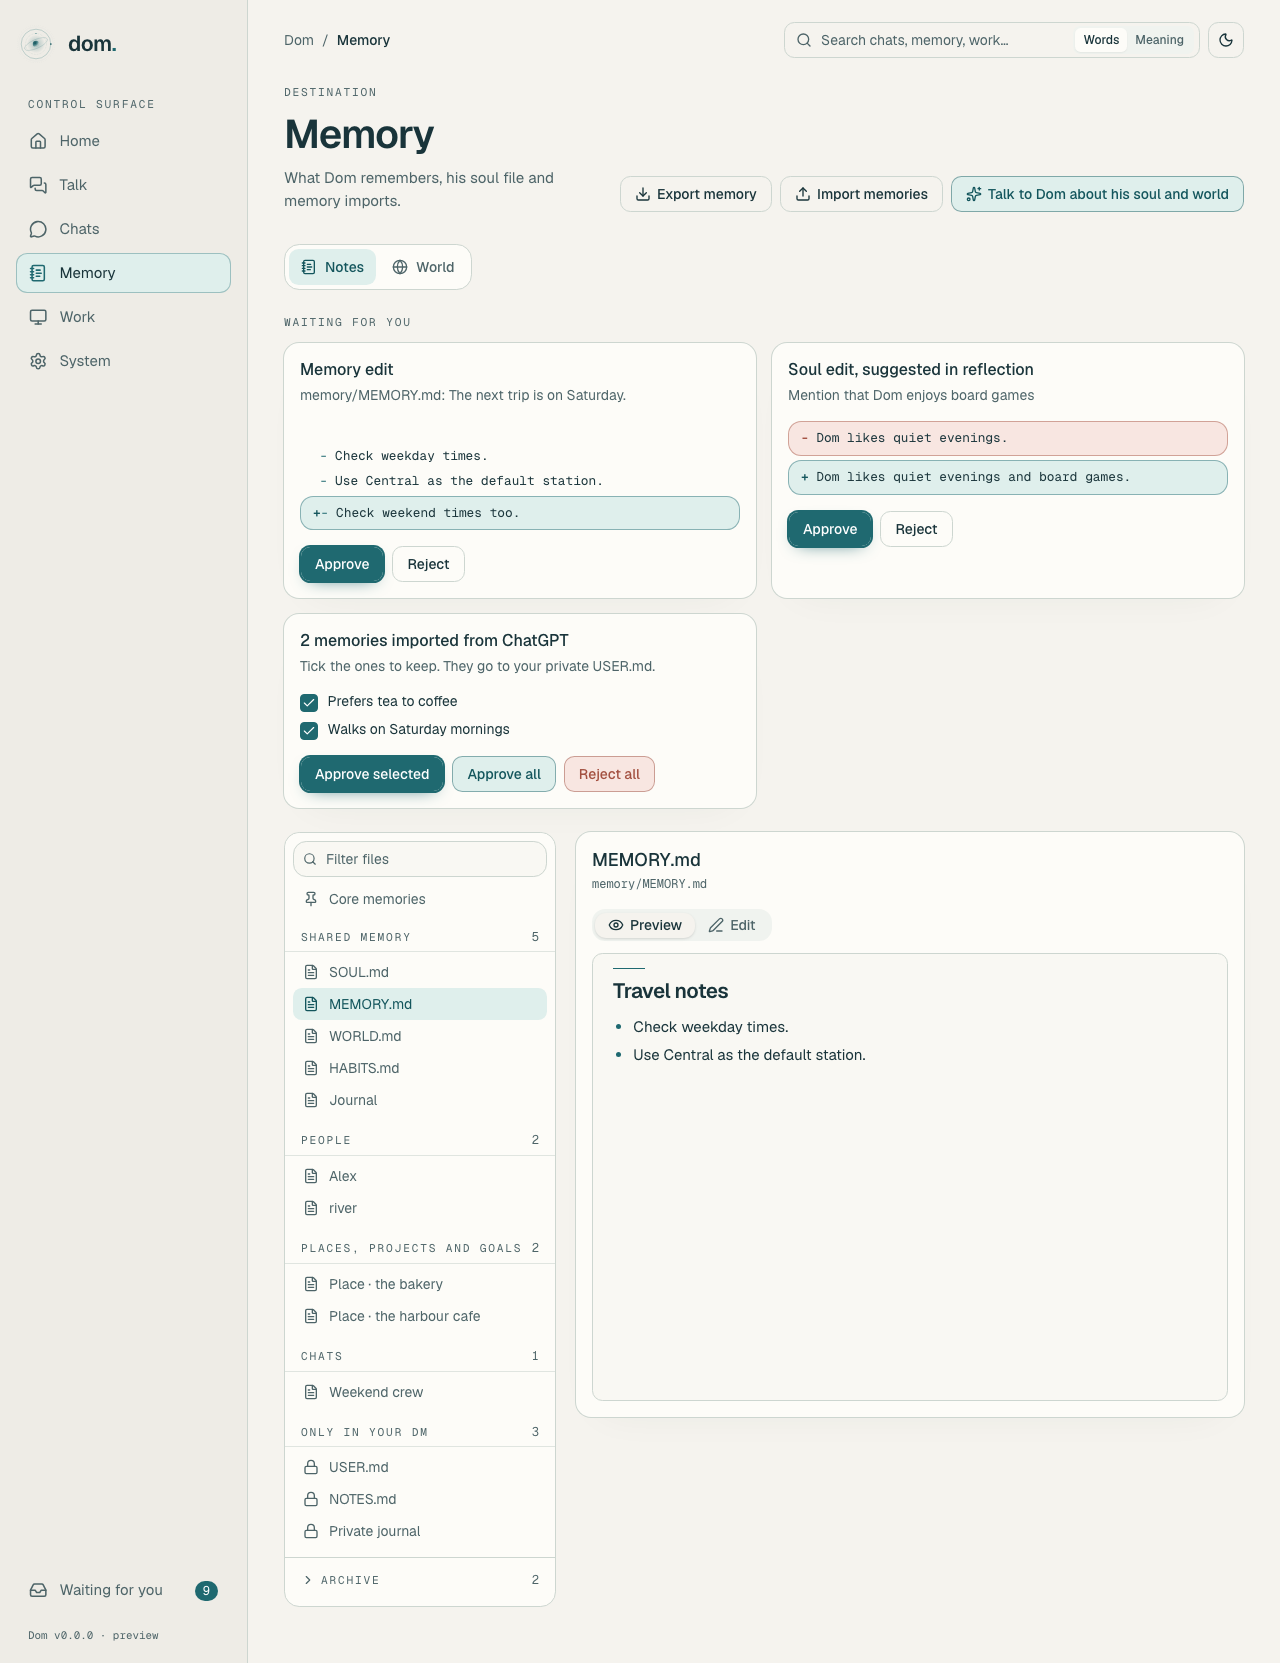 dom.
CONTROL SURFACE
Home
Talk
Chats
Memory
Work
System
Waiting for you 9
Dom v0.0.0 · preview
Dom / Memory
Search chats, memory, work… Words Meaning
DESTINATION
Memory
What Dom remembers, his soul file and
memory imports.
Export memory Import memories Talk to Dom about his soul and world
Notes World
WAITING FOR YOU
Memory edit
memory/MEMORY.md: The next trip is on Saturday.
- Check weekday times.
- Use Central as the default station.
+- Check weekend times too.
Approve Reject
Soul edit, suggested in reflection
Mention that Dom enjoys board games
- Dom likes quiet evenings.
+ Dom likes quiet evenings and board games.
Approve Reject
2 memories imported from ChatGPT
Tick the ones to keep. They go to your private USER.md.
Prefers tea to coffee
Walks on Saturday mornings
Approve selected Approve all Reject all
Filter files
Core memories
SHARED MEMORY 5
SOUL.md
MEMORY.md
WORLD.md
HABITS.md
Journal
PEOPLE 2
Alex
river
PLACES, PROJECTS AND GOALS 2
Place · the bakery
Place · the harbour cafe
CHATS 1
Weekend crew
ONLY IN YOUR DM 3
USER.md
NOTES.md
Private journal
ARCHIVE 2
MEMORY.md
memory/MEMORY.md
Preview Edit
Travel notes
• Check weekday times.
• Use Central as the default station.